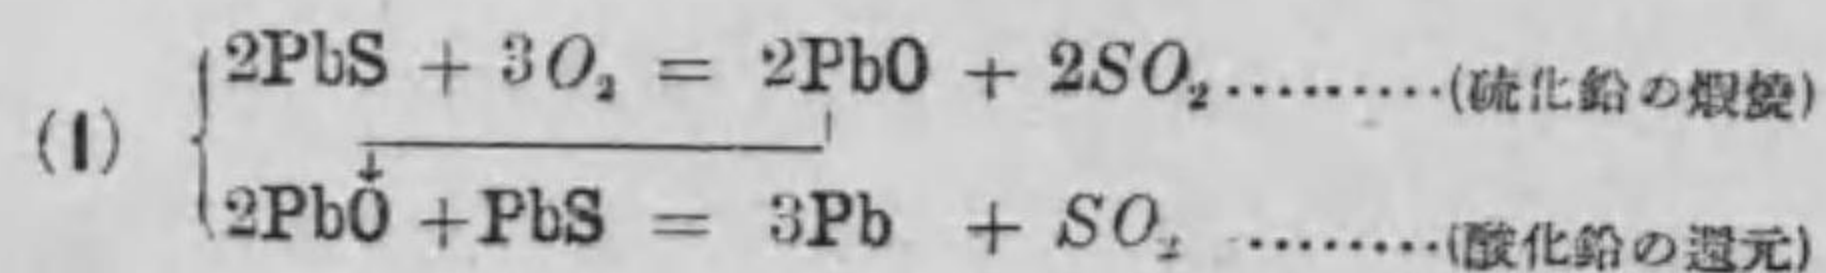 (1)
2PbS + 3O₂ = 2PbO + 2SO₂………(硫化鉛の煆燒)
2PbO + PbS = 3Pb + SO₂ ………(酸化鉛の還元)